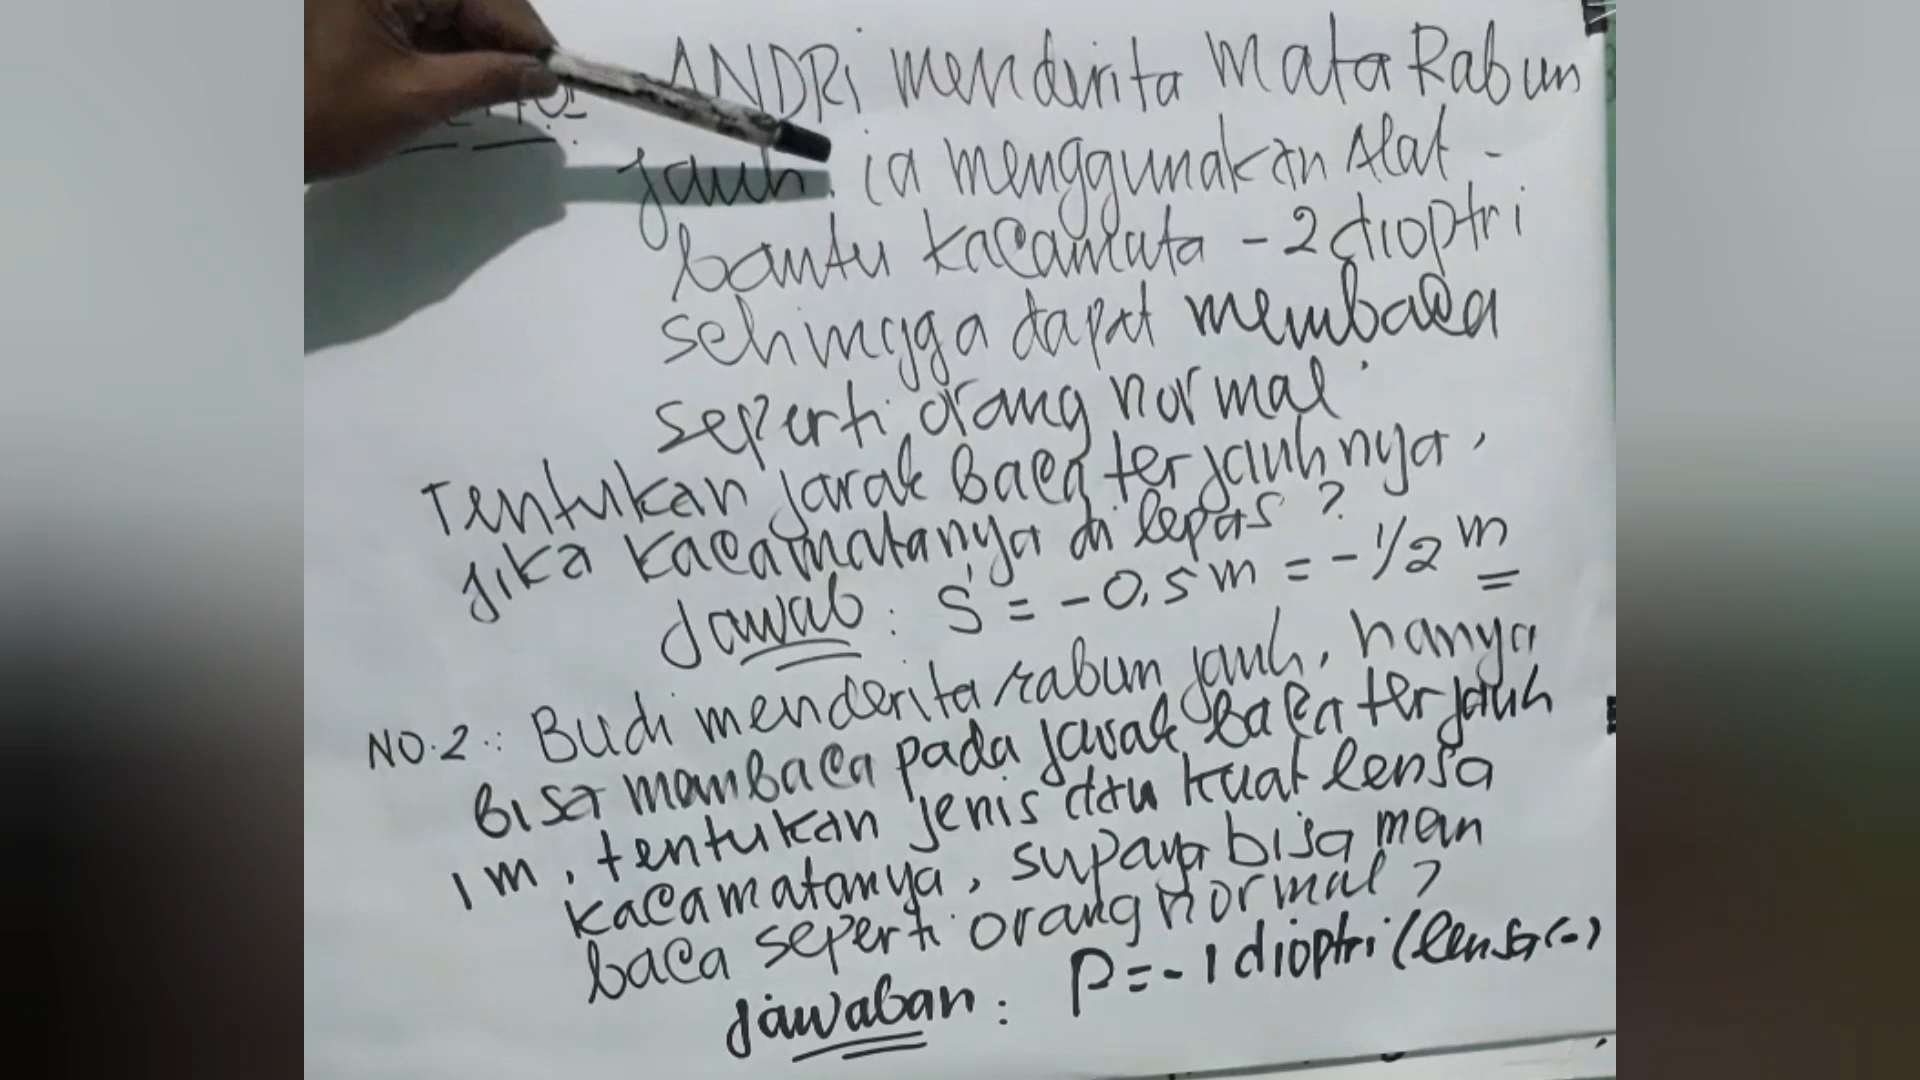 ANDRi menderita mata Rabun
jauh. ia menggunakan Alat -
bantu kacamata - 2 dioptri
sehingga dapat membaca
seperti orang normal.
Tentukan jarak Baca terjauhnya,
jika kacamatanya di lepas?
Jawab: S' = - 0,5 m = - 1/2 m
NO.2.: Budi menderita rabun jauh, hanya
Bisa membaca pada jarak Baca terjauh
1 m, tentukan jenis dan kuat lensa
kacamatanya, supaya bisa mem
baca seperti orang normal?
Jawaban: P = - 1 dioptri (lensa (-)